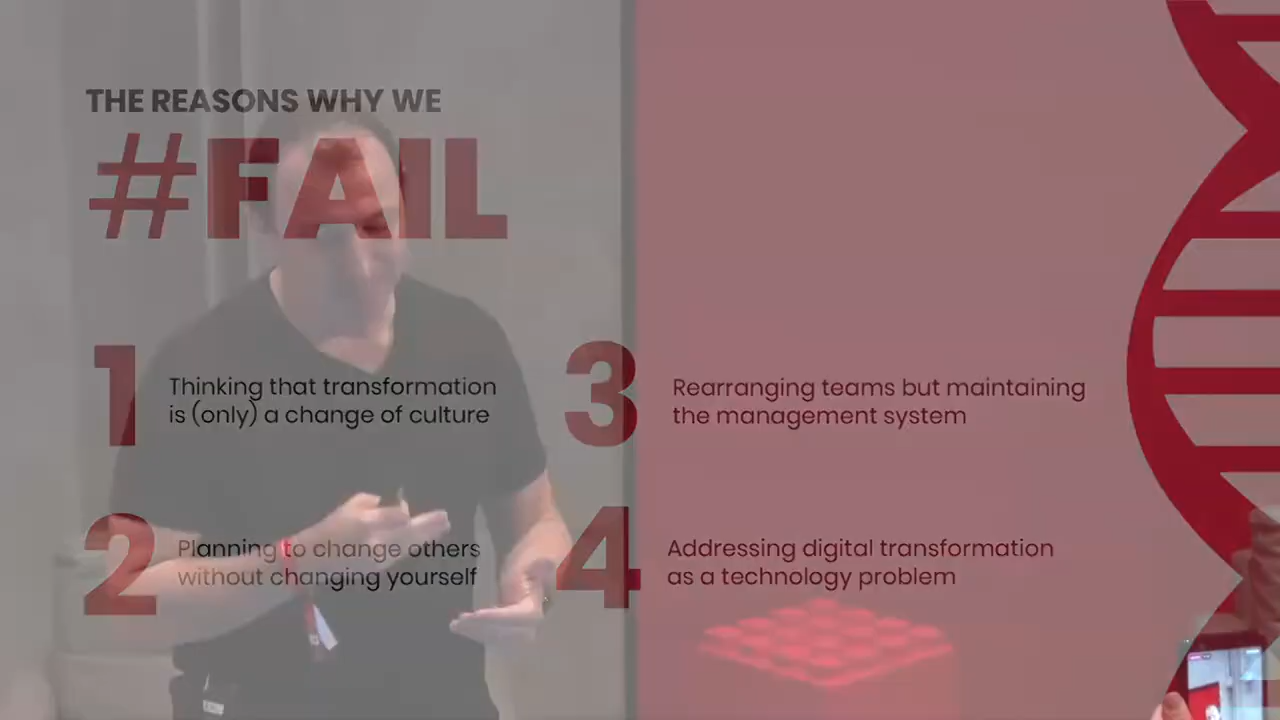 THE REASONS WHY WE
#FAIL
1
Thinking that transformation
is (only) a change of culture
2
Planning to change others
without changing yourself
3
Rearranging teams but maintaining
the management system
4
Addressing digital transformation
as a technology problem